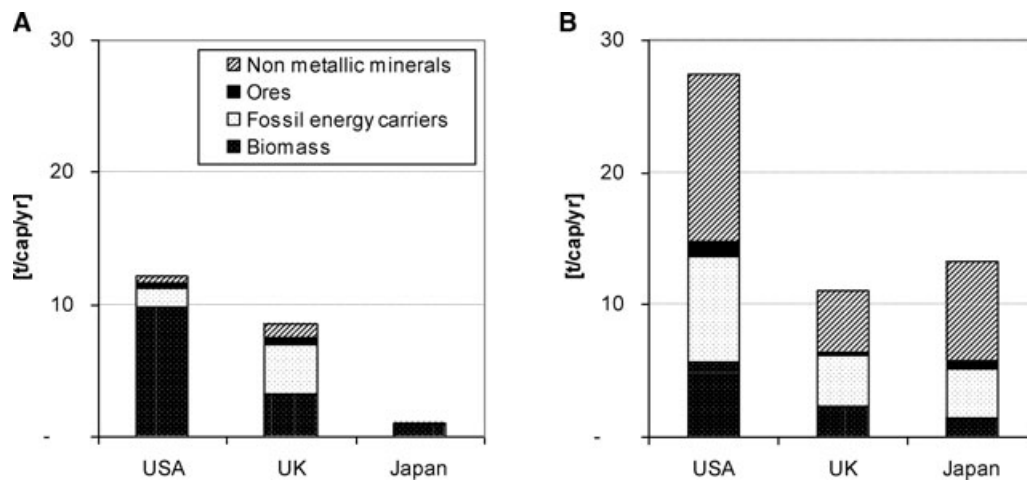 A
30
20
10
-
[t/cap/yr]
Non metallic minerals
Ores
Fossil energy carriers
Biomass
USA
UK
Japan
B
30
20
10
-
[t/cap/yr]
USA
UK
Japan